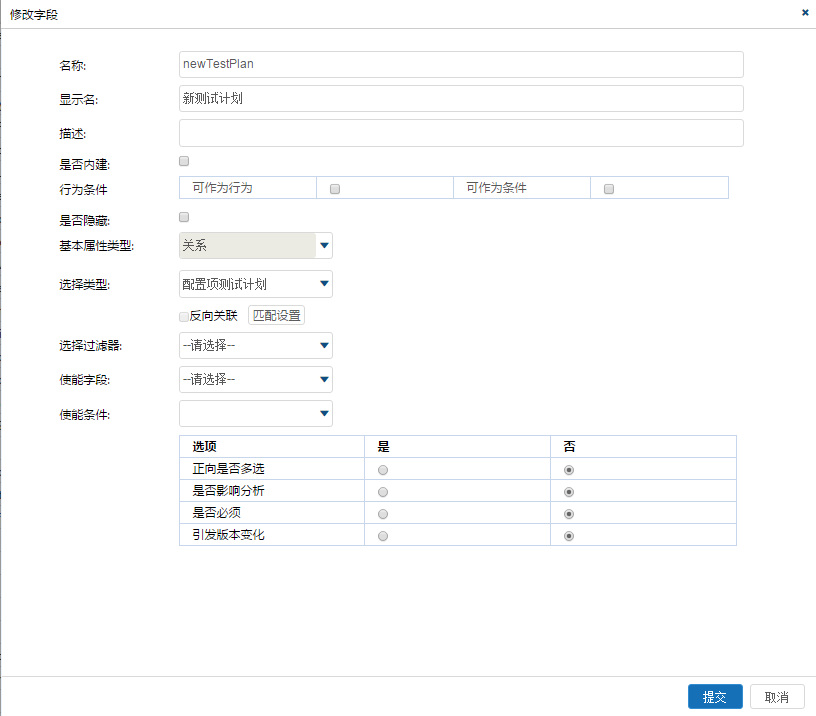 修改字段
名称: newTestPlan
显示名: 新测试计划
描述:
是否内建:
行为条件 可作为行为 可作为条件
是否隐藏:
基本属性类型: 关系
选择类型: 配置项测试计划
反向关联 匹配设置
选择过滤器: --请选择--
使能字段: --请选择--
使能条件:
选项 是 否
正向是否多选
是否影响分析
是否必须
引发版本变化
提交 取消